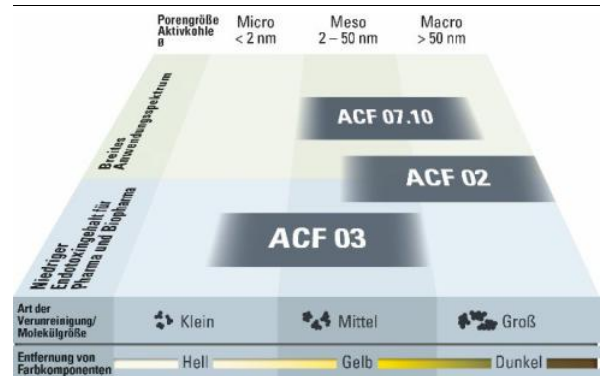 Porengröße
Aktivkohle
Ø
Micro
< 2 nm
Meso
2 – 50 nm
Macro
> 50 nm
Breites
Anwendungsspektrum
ACF 07.10
ACF 02
Niedriger
Endotoxingehalt für
Pharma und Biopharma
ACF 03
Art der
Verunreinigung/
Molekülgröße
Klein
Mittel
Groß
Entfernung von
Farbkomponenten
Hell
Gelb
Dunkel